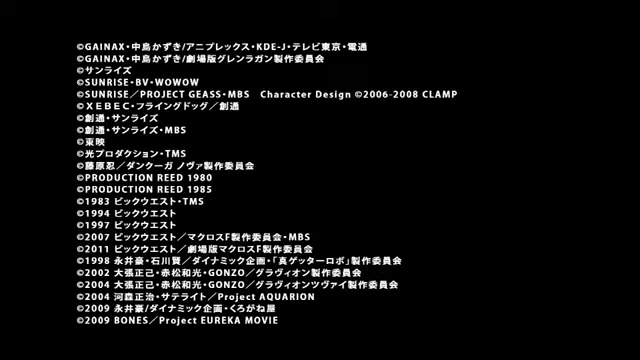 ©GAINAX・中島かずき/アニプレックス・KDE-J・テレビ東京・電通
©GAINAX・中島かずき/劇場版グレンラガン製作委員会
©サンライズ
©SUNRISE・BV・WOWOW
©SUNRISE／PROJECT GEASS・MBS　Character Design ©2006-2008 CLAMP
©ＸＥＢＥＣ・フライングドッグ／創通
©創通・サンライズ
©創通・サンライズ・MBS
©東映
©光プロダクション・TMS
©藤原忍／ダンクーガ ノヴァ製作委員会
©PRODUCTION REED 1980
©PRODUCTION REED 1985
©1983 ビックウエスト・TMS
©1994 ビックウエスト
©1997 ビックウエスト
©2007 ビックウエスト／マクロスF製作委員会・MBS
©2011 ビックウエスト／劇場版マクロスF製作委員会
©1998 永井豪・石川賢／ダイナミック企画・「真ゲッターロボ」製作委員会
©2002 大張正己・赤松和光・GONZO／グラヴィオン製作委員会
©2004 大張正己・赤松和光・GONZO／グラヴィオンツヴァイ製作委員会
©2004 河森正治・サテライト／Project AQUARION
©2009 永井豪/ダイナミック企画・くろがね屋
©2009 BONES／Project EUREKA MOVIE